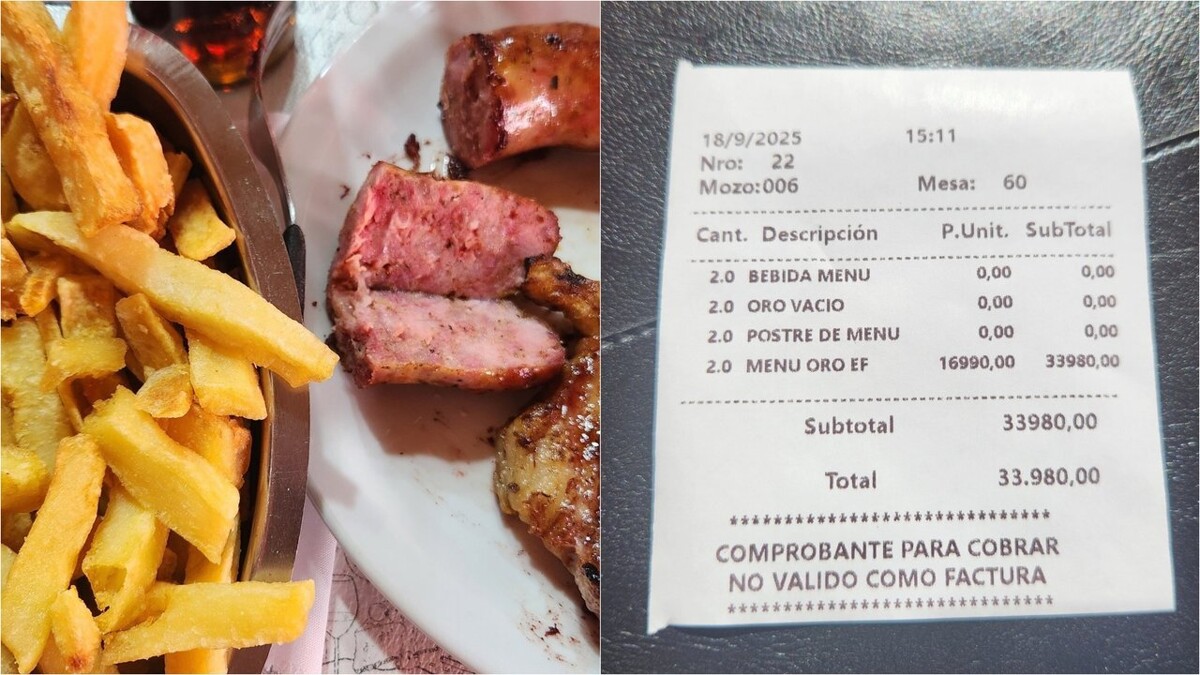 18/9/2025 15:11
Nro: 22
Mozo:006 Mesa: 60
Cant. Descripción P.Unit. SubTotal
2.0 BEBIDA MENU 0,00 0,00
2.0 ORO VACIO 0,00 0,00
2.0 POSTRE DE MENU 0,00 0,00
2.0 MENU ORO EF 16990,00 33980,00
Subtotal 33980,00
Total 33.980,00
****************************
COMPROBANTE PARA COBRAR
NO VALIDO COMO FACTURA
****************************